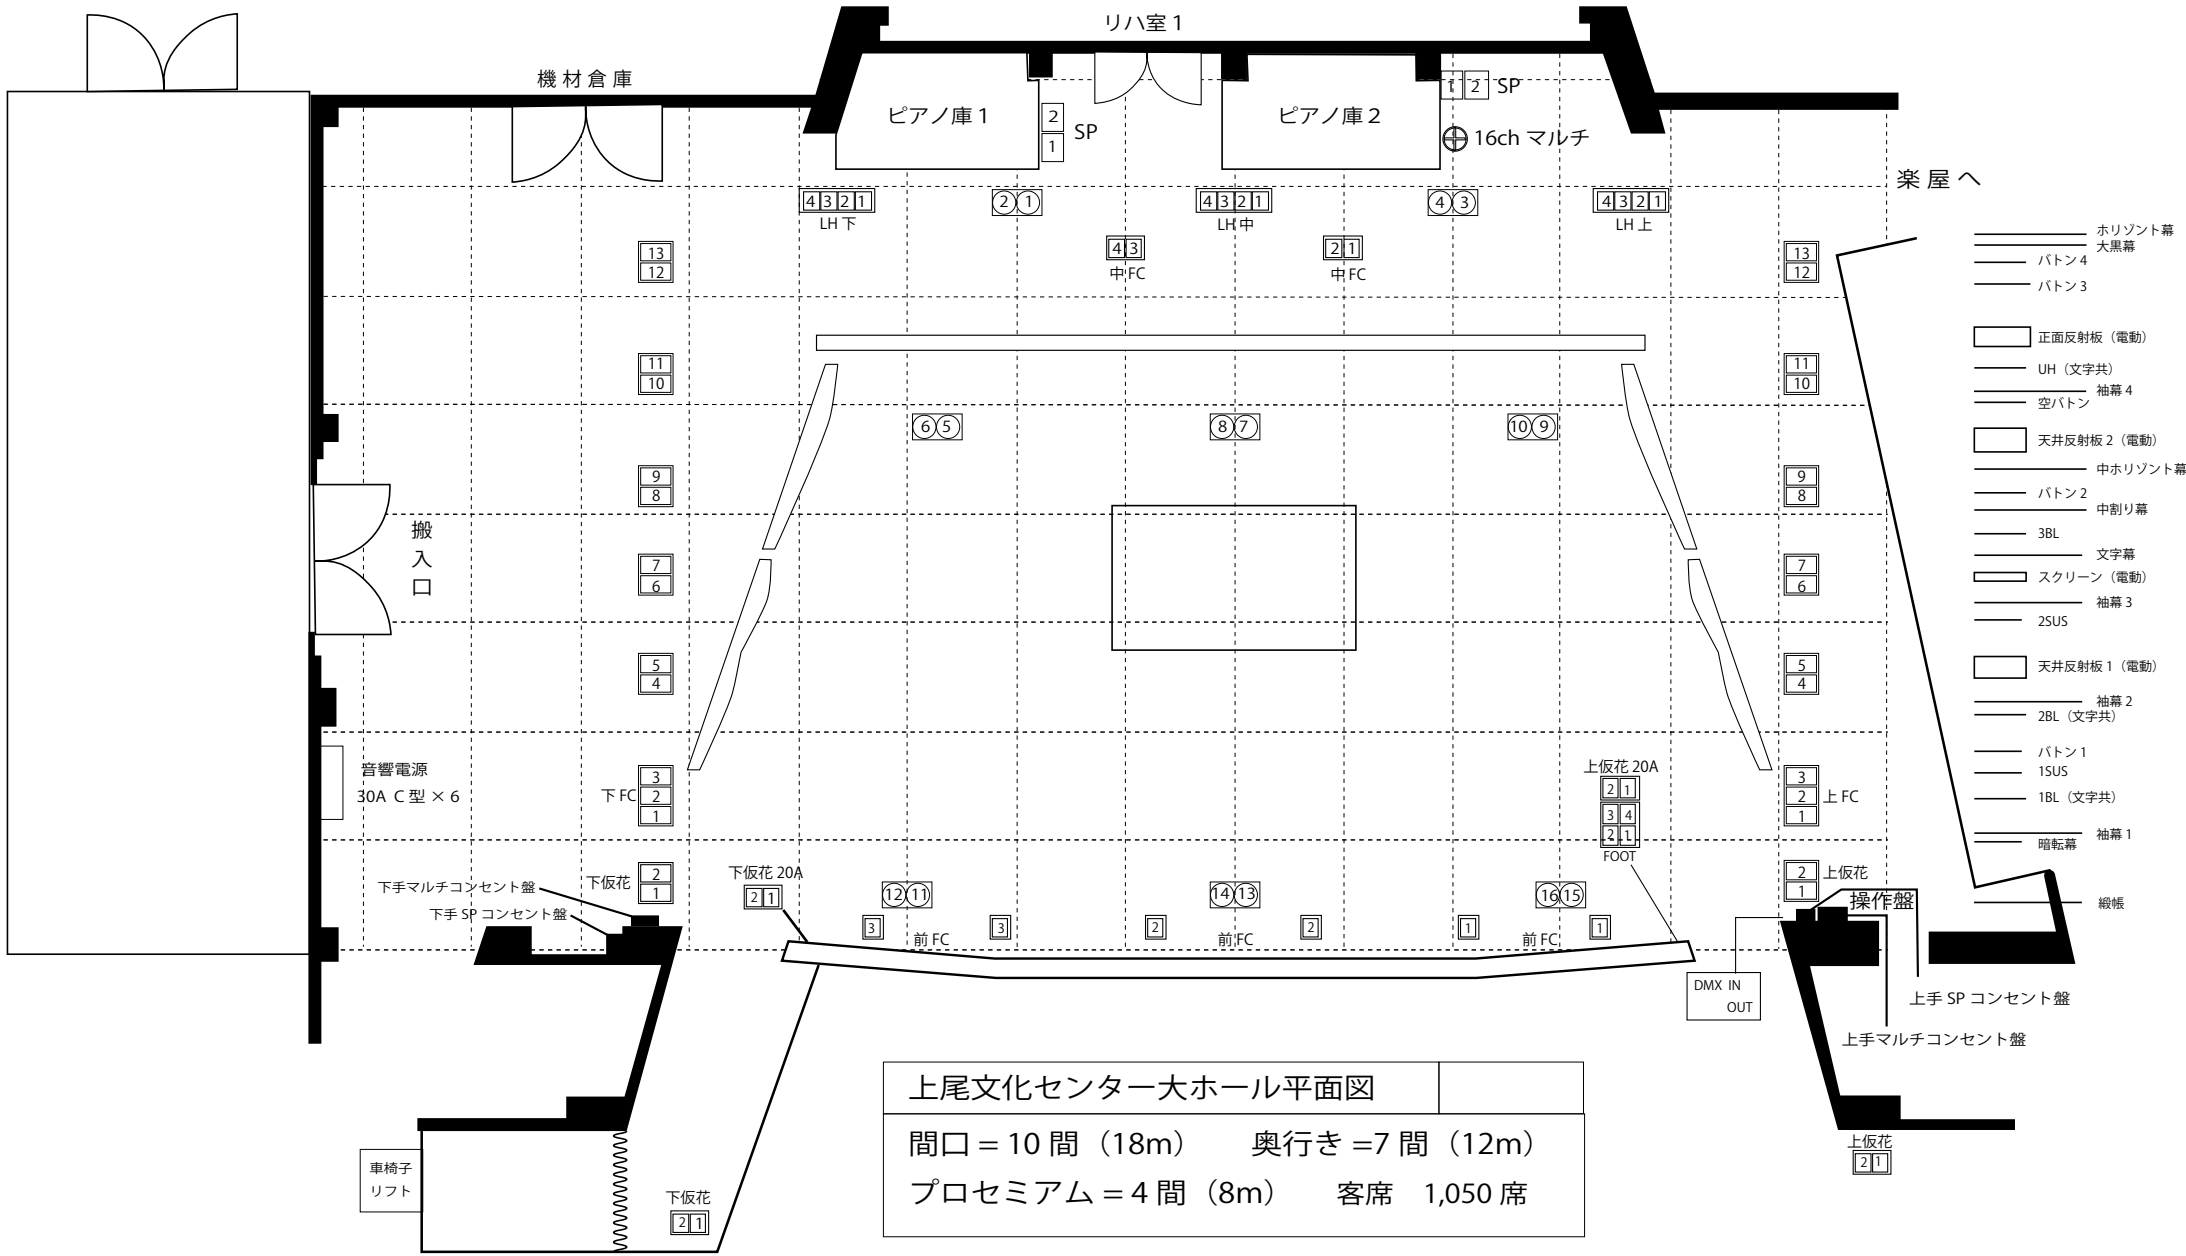 リハ室 1
機 材 倉 庫
ピアノ庫 1
2
1
SP
ピアノ庫 2
1 2 SP
16ch マルチ
楽 屋 へ
4 3 2 1
LH 下
2 1
4 3 2 1
LH 中
4 3
4 3 2 1
LH 上
4 3
中 FC
2 1
中 FC
13
12
13
12
11
10
11
10
6 5
8 7
10 9
9
8
9
8
搬
入
口
7
6
7
6
5
4
5
4
音響電源
30A C 型 × 6
下 FC
3
2
1
上仮花 20A
2 1
3 4
2 1
FOOT
3
2
1
上 FC
下仮花
2
1
下仮花 20A
2 1
12 11
14 13
16 15
2
1
上仮花
操作盤
下手マルチコンセント盤
下手 SP コンセント盤
3
前 FC
3
2
前 FC
2
1
前 FC
1
DMX IN
OUT
上手 SP コンセント盤
上手マルチコンセント盤
上仮花
2 1
車椅子
リフト
下仮花
2 1
ホリゾント幕
大黒幕
バトン 4
バトン 3
正面反射板（電動）
UH（文字共）
袖幕 4
空バトン
天井反射板 2（電動）
中ホリゾント幕
バトン 2
中割り幕
3BL
文字幕
スクリーン（電動）
袖幕 3
2SUS
天井反射板 1（電動）
袖幕 2
2BL（文字共）
バトン 1
1SUS
1BL（文字共）
袖幕 1
暗転幕
緞帳
上尾文化センター大ホール平面図
間口 = 10 間（18m） 奥行き =7 間（12m）
プロセミアム = 4 間（8m） 客席 1,050 席